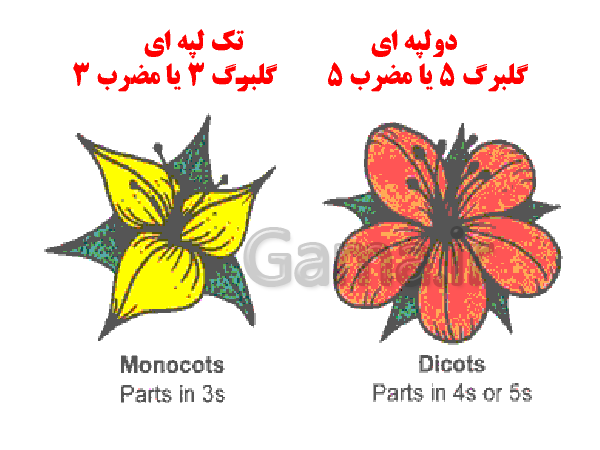 تک لپه ای
گلبرگ ۳ یا مضرب ۳
دولپه ای
گلبرگ ۵ یا مضرب ۵
Monocots
Parts in 3s
Dicots
Parts in 4s or 5s